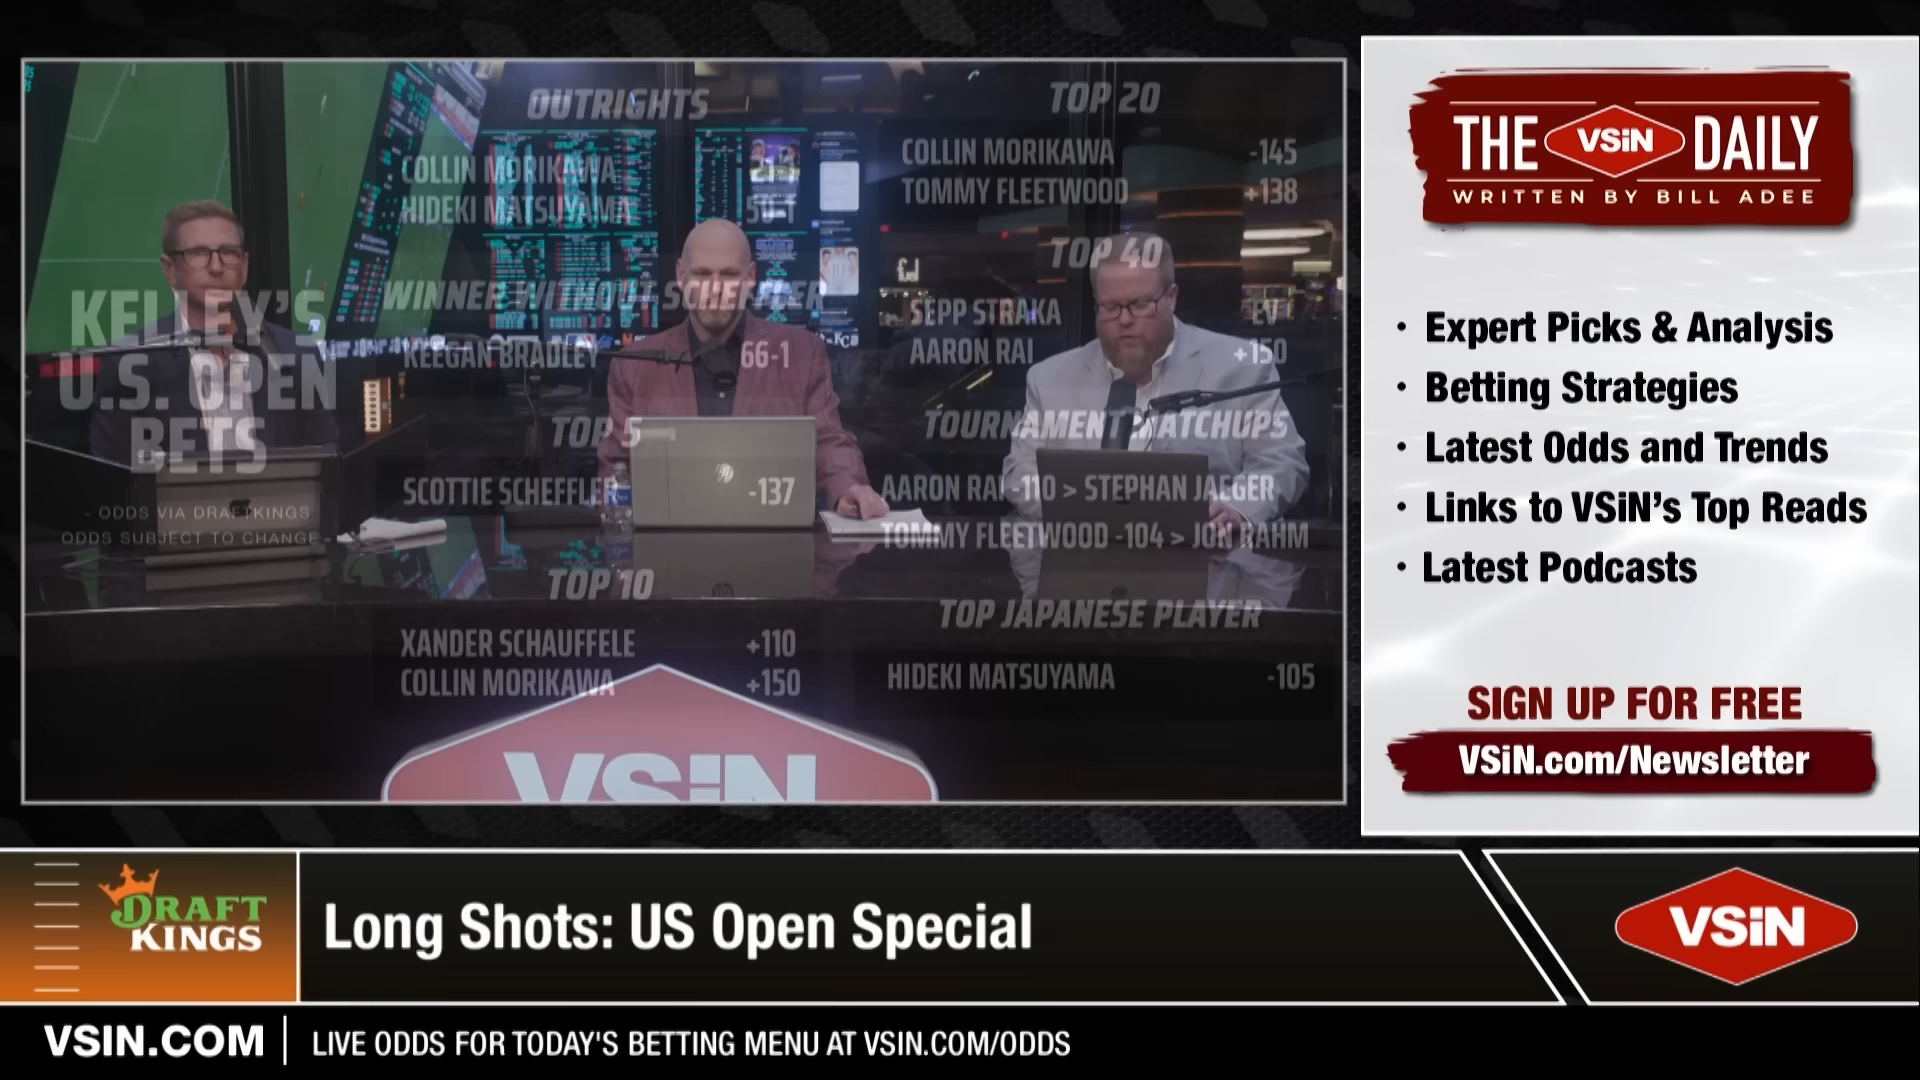 KELLEY'S
U.S. OPEN
BETS
- ODDS VIA DRAFTKINGS
ODDS SUBJECT TO CHANGE -
OUTRIGHTS
COLLIN MORIKAWA
HIDEKI MATSUYAMA 50-1
WINNER WITHOUT SCHEFFLER
KEEGAN BRADLEY 66-1
TOP 5
SCOTTIE SCHEFFLER -137
TOP 10
XANDER SCHAUFFELE +110
COLLIN MORIKAWA +150
TOP 20
COLLIN MORIKAWA -145
TOMMY FLEETWOOD +138
TOP 40
SEPP STRAKA EV
AARON RAI +150
TOURNAMENT MATCHUPS
AARON RAI -110 > STEPHAN JAEGER
TOMMY FLEETWOOD -104 > JON RAHM
TOP JAPANESE PLAYER
HIDEKI MATSUYAMA -105
VSiN
THE VSiN DAILY
WRITTEN BY BILL ADEE
• Expert Picks & Analysis
• Betting Strategies
• Latest Odds and Trends
• Links to VSiN's Top Reads
• Latest Podcasts
SIGN UP FOR FREE
VSiN.com/Newsletter
DRAFT
KINGS
Long Shots: US Open Special
VSiN
VSIN.COM
LIVE ODDS FOR TODAY'S BETTING MENU AT VSIN.COM/ODDS